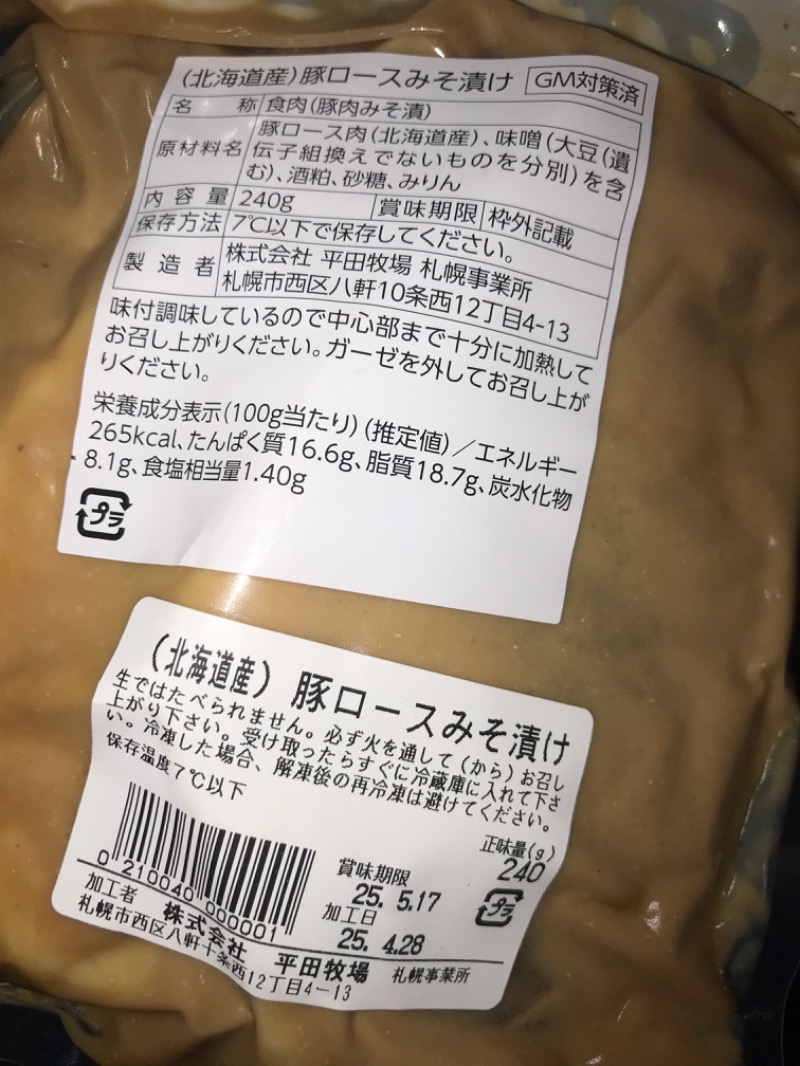 (北海道産)豚ロースみそ漬け GM対策済
名称 食肉(豚肉みそ漬)
原材料名 豚ロース肉(北海道産)、味噌(大豆(遺
伝子組換えでないものを分別)を含
む)、酒粕、砂糖、みりん
内容量 240g 賞味期限 枠外記載
保存方法 7℃以下で保存してください。
製造者 株式会社 平田牧場 札幌事業所
札幌市西区八軒10条西12丁目4-13
味付調味しているので中心部まで十分に加熱して
お召し上がりください。ガーゼを外してお召し上が
りください。
栄養成分表示(100g当たり)(推定値)/エネルギー
265kcal、たんぱく質16.6g、脂質18.7g、炭水化物
8.1g、食塩相当量1.40g
プラ
(北海道産) 豚ロースみそ漬け
生ではたべられません。必ず火を通して(から)お召し
上がり下さい。受け取ったらすぐに冷蔵庫に入れて下さ
い。冷凍した場合、解凍後の再冷凍は避けてください。
保存温度7℃以下
正味量(g)
240
0 210040 000001
賞味期限
25. 5.17
プラ
加工日
25. 4.28
加工者 株式会社 平田牧場 札幌事業所
札幌市西区八軒十条西12丁目4-13